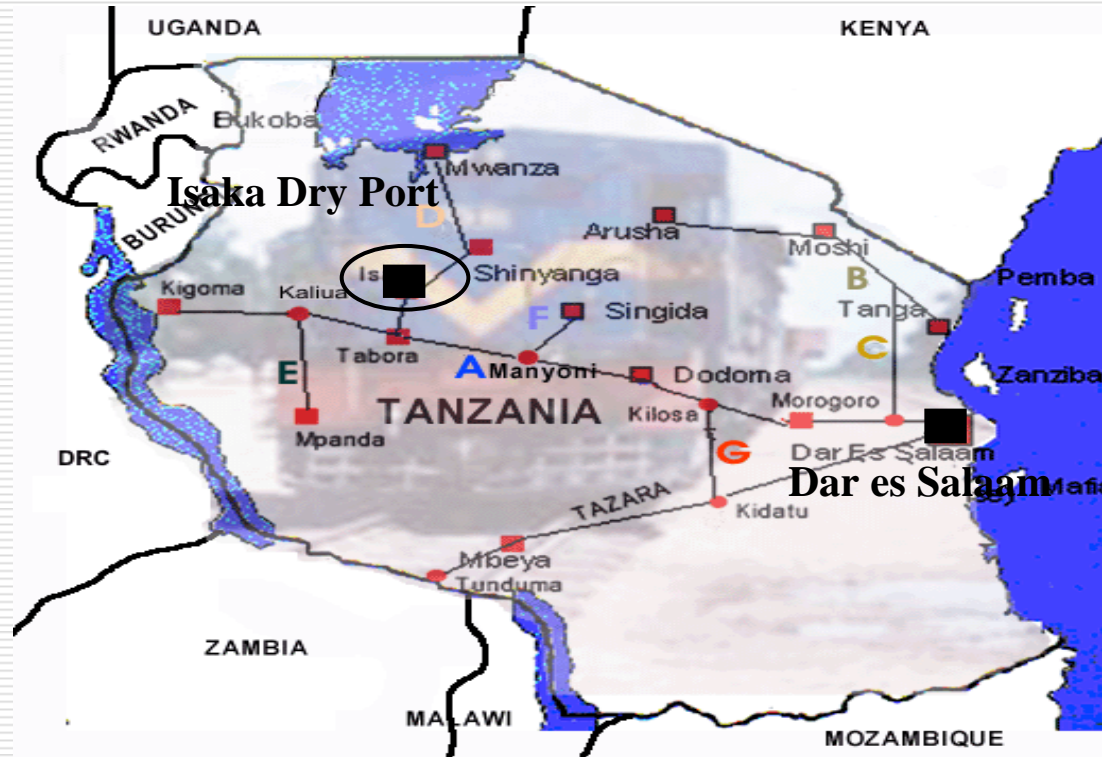 UGANDA
KENYA
RWANDA
Bukoba
Mwanza
Isaka Dry Port
D
BURUND
Arusha
Moshi
Is
Shinyanga
Kigoma
Kaliua
B
Pemba
F
Singida
Tanga
Tabora
C
E
A
Manyoni
Dodoma
Zanziba
TANZANIA
Kilosa
Morogoro
Mpanda
DRC
G
Dar Es Salaam
Dar es Salaam
Mafia
TAZARA
Kidatu
Mbeya
Tunduma
ZAMBIA
MALAWI
MOZAMBIQUE